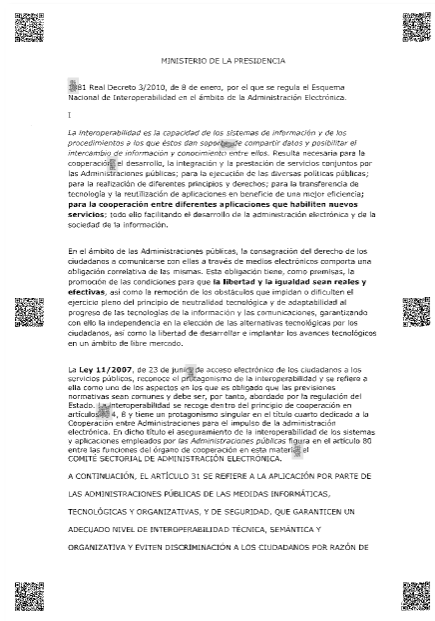 MINISTERIO DE LA PRESIDENCIA
81 Real Decreto 3/2010, de 8 de enero, por el que se regula el Esquema
Nacional de Interoperabilidad en el ámbito de la Administración Electrónica.
I
La Interoperabilidad es la capacidad de los sistemas de información y de los
procedimientos a los que éstos dan soporte de compartir datos y posibilitar el
intercambio de información y conocimiento entre ellos. Resulta necesaria para la
cooperación, el desarrollo, la integración y la prestación de servicios conjuntos por
las Administraciones públicas; para la ejecución de las diversas políticas públicas;
para la realización de diferentes principios y derechos; para la transferencia de
tecnología y la reutilización de aplicaciones en beneficio de una mejor eficiencia;
para la cooperación entre diferentes aplicaciones que habiliten nuevos
servicios; todo ello facilitando el desarrollo de la administración electrónica y de la
sociedad de la información.
En el ámbito de las Administraciones públicas, la consagración del derecho de los
ciudadanos a comunicarse con ellas a través de medios electrónicos comporta una
obligación correlativa de las mismas. Esta obligación tiene, como premisas, la
promoción de las condiciones para que la libertad y la igualdad sean reales y
efectivas, así como la remoción de los obstáculos que impidan o dificulten el
ejercicio pleno del principio de neutralidad tecnológica y de adaptabilidad al
progreso de las tecnologías de la información y las comunicaciones, garantizando
con ello la independencia en la elección de las alternativas tecnológicas por los
ciudadanos, así como la libertad de desarrollar e implantar los avances tecnológicos
en un ámbito de libre mercado.
La Ley 11/2007, de 23 de junio, de acceso electrónico de los ciudadanos a los
servicios públicos, reconoce el protagonismo de la interoperabilidad y se refiere a
ella como uno de los aspectos en los que es obligado que las previsiones
normativas sean comunes y debe ser, por tanto, abordado por la regulación del
Estado. La interoperabilidad se recoge dentro del principio de cooperación en
artículo 4, 8 y tiene un protagonismo singular en el título cuarto dedicado a la
Cooperación entre Administraciones para el impulso de la administración
electrónica. En dicho título el aseguramiento de la interoperabilidad de los sistemas
y aplicaciones empleados por las Administraciones públicas figura en el artículo 80
entre las funciones del órgano de cooperación en esta materia, el
COMITÉ SECTORIAL DE ADMINISTRACIÓN ELECTRÓNICA.
A CONTINUACIÓN, EL ARTÍCULO 31 SE REFIERE A LA APLICACIÓN POR PARTE DE
LAS ADMINISTRACIONES PÚBLICAS DE LAS MEDIDAS INFORMÁTICAS,
TECNOLÓGICAS Y ORGANIZATIVAS, Y DE SEGURIDAD, QUE GARANTICEN UN
ADECUADO NIVEL DE INTEROPERABILIDAD TÉCNICA, SEMÁNTICA Y
ORGANIZATIVA Y EVITEN DISCRIMINACIÓN A LOS CIUDADANOS POR RAZÓN DE